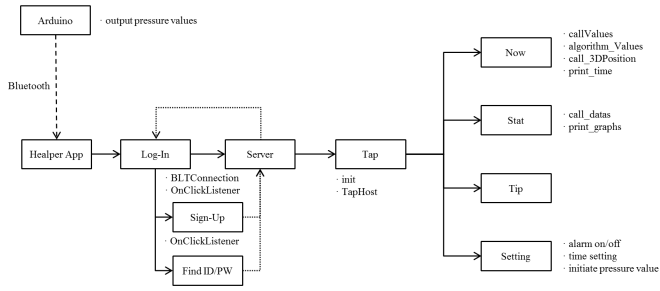 Arduino
· output pressure values
Bluetooth
Healper App
Log-In
· BLTConnection
· OnClickListener
Sign-Up
· OnClickListener
Find ID/PW
Server
Tap
· init
· TapHost
Now
· callValues
· algorithm_Values
· call_3DPosition
· print_time
Stat
· call_datas
· print_graphs
Tip
Setting
· alarm on/off
· time setting
· initiate pressure value